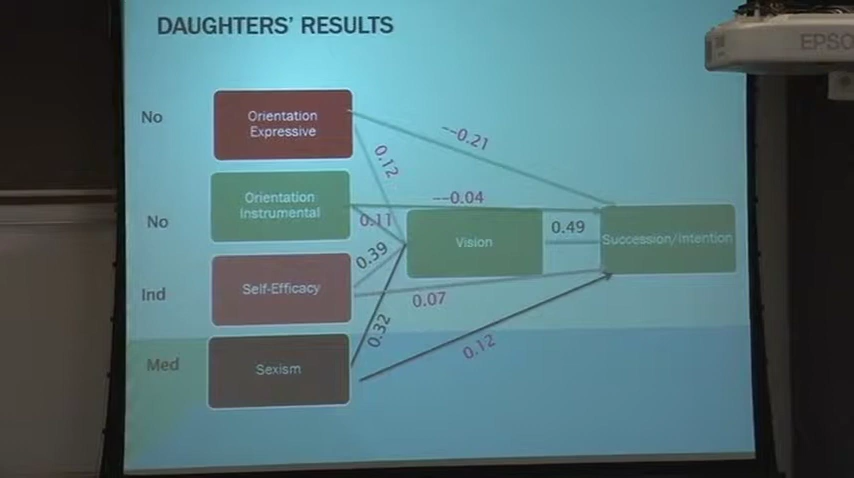 DAUGHTERS' RESULTS
EPSO
No
Orientation
Expressive
--0.21
0.12
No
Orientation
Instrumental
--0.04
0.11
Vision
0.49
Succession/Intention
Ind
Self-Efficacy
0.39
0.07
Med
Sexism
0.32
0.12